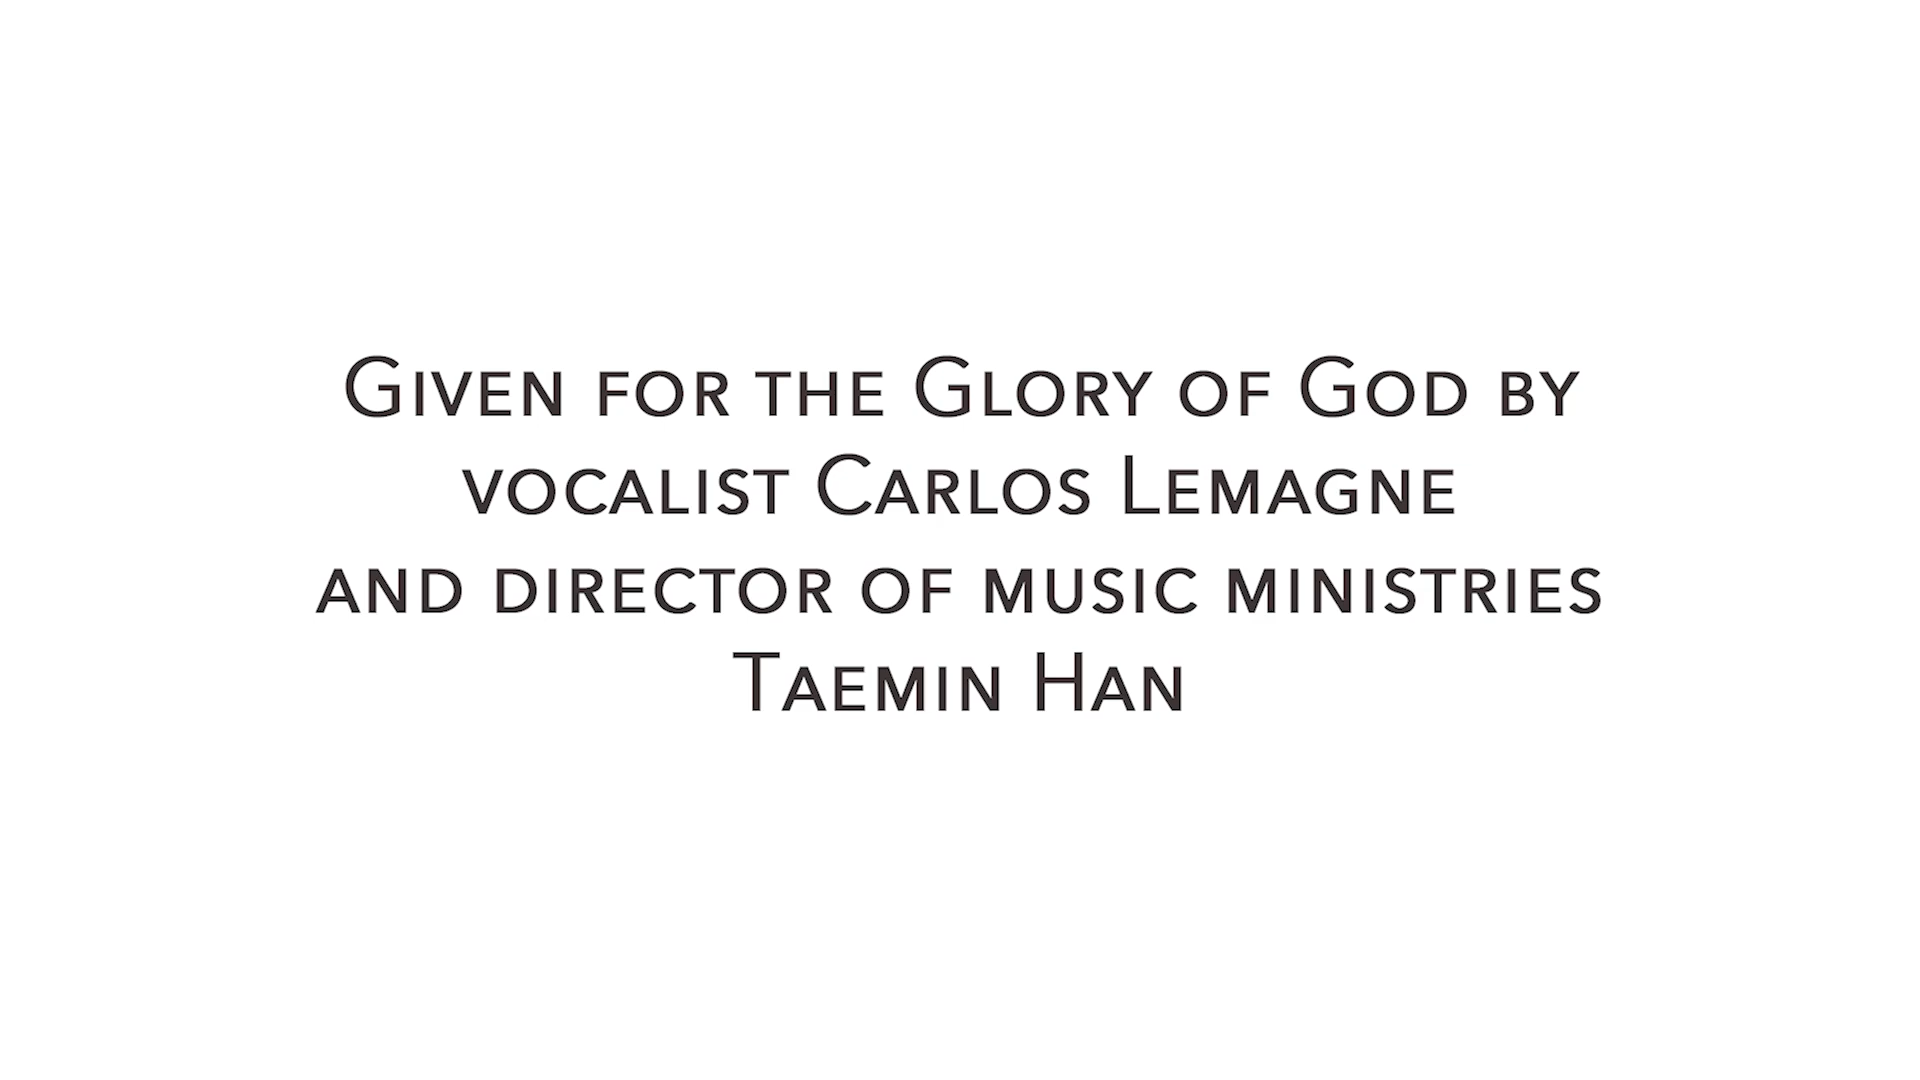 Given for the Glory of God by
vocalist Carlos Lemagne
and director of music ministries
Taemin Han